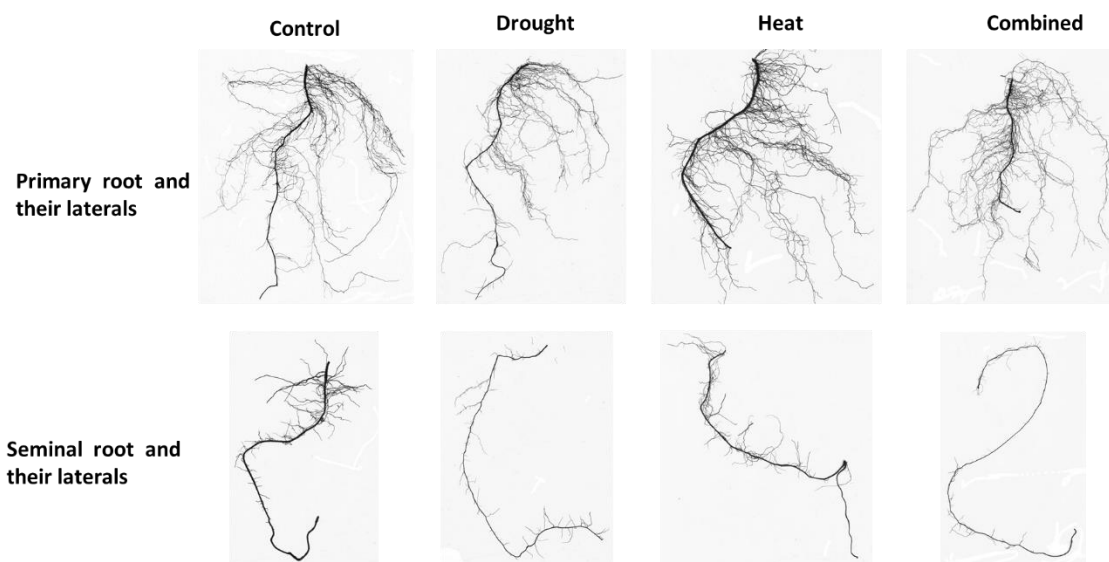 Control
Drought
Heat
Combined
Primary root and
their laterals
Seminal root and
their laterals